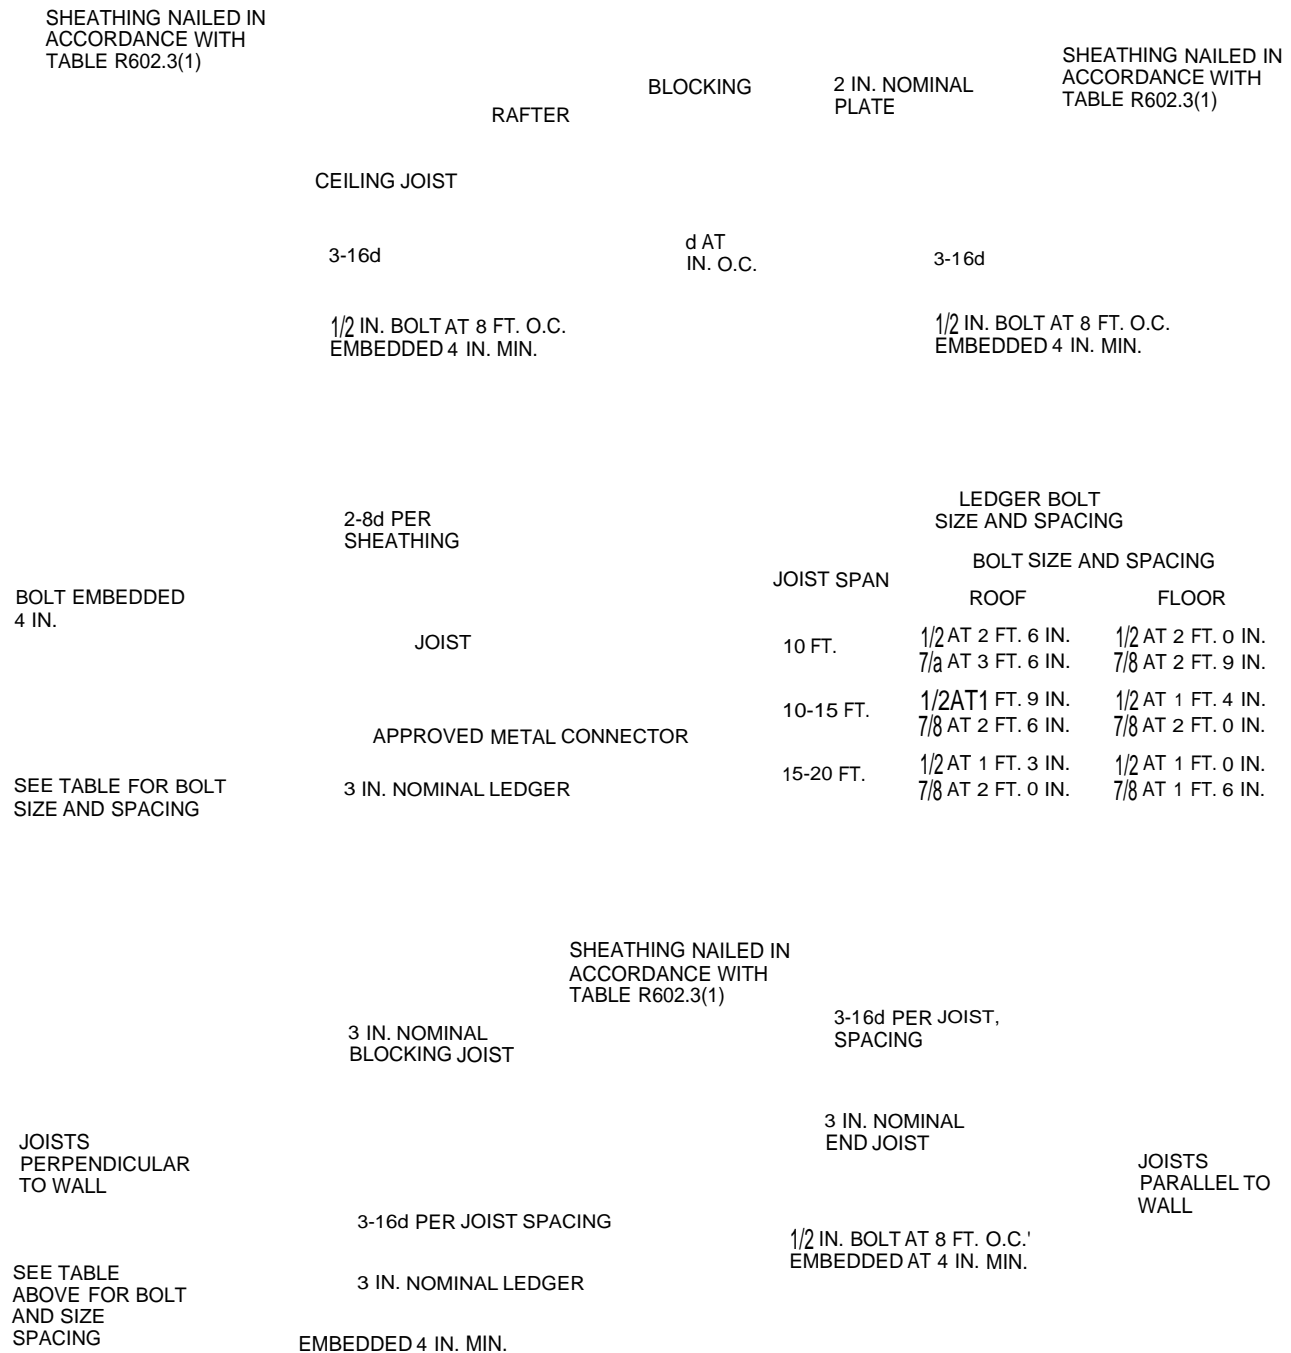 SHEATHING NAILED IN
ACCORDANCE WITH
TABLE R602.3(1)
SHEATHING NAILED IN
ACCORDANCE WITH
TABLE R602.3(1)
BLOCKING
2 IN. NOMINAL
PLATE
RAFTER
CEILING JOIST
3-16d
d AT
IN. O.C.
3-16d
1/2 IN. BOLT AT 8 FT. O.C.
EMBEDDED 4 IN. MIN.
1/2 IN. BOLT AT 8 FT. O.C.
EMBEDDED 4 IN. MIN.
2-8d PER
SHEATHING
BOLT EMBEDDED
4 IN.
JOIST
APPROVED METAL CONNECTOR
SEE TABLE FOR BOLT
SIZE AND SPACING
3 IN. NOMINAL LEDGER
LEDGER BOLT
SIZE AND SPACING
JOIST SPAN
BOLT SIZE AND SPACING
ROOF FLOOR
10 FT.
1/2 AT 2 FT. 6 IN. 1/2 AT 2 FT. 0 IN.
7/a AT 3 FT. 6 IN. 7/8 AT 2 FT. 9 IN.
10-15 FT.
1/2AT1 FT. 9 IN. 1/2 AT 1 FT. 4 IN.
7/8 AT 2 FT. 6 IN. 7/8 AT 2 FT. 0 IN.
15-20 FT.
1/2 AT 1 FT. 3 IN. 1/2 AT 1 FT. 0 IN.
7/8 AT 2 FT. 0 IN. 7/8 AT 1 FT. 6 IN.
SHEATHING NAILED IN
ACCORDANCE WITH
TABLE R602.3(1)
3 IN. NOMINAL
BLOCKING JOIST
3-16d PER JOIST,
SPACING
3 IN. NOMINAL
END JOIST
JOISTS
PERPENDICULAR
TO WALL
JOISTS
PARALLEL TO
WALL
3-16d PER JOIST SPACING
1/2 IN. BOLT AT 8 FT. O.C.'
EMBEDDED AT 4 IN. MIN.
SEE TABLE
ABOVE FOR BOLT
AND SIZE
SPACING
3 IN. NOMINAL LEDGER
EMBEDDED 4 IN. MIN.